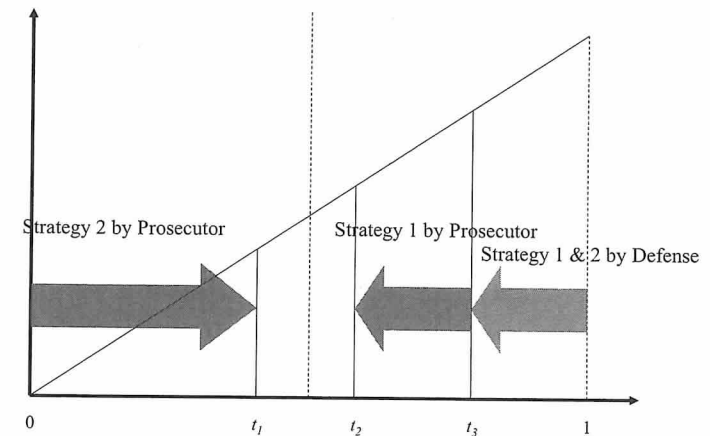 Strategy 2 by Prosecutor
Strategy 1 by Prosecutor
Strategy 1 & 2 by Defense
0
t1
t2
t3
1